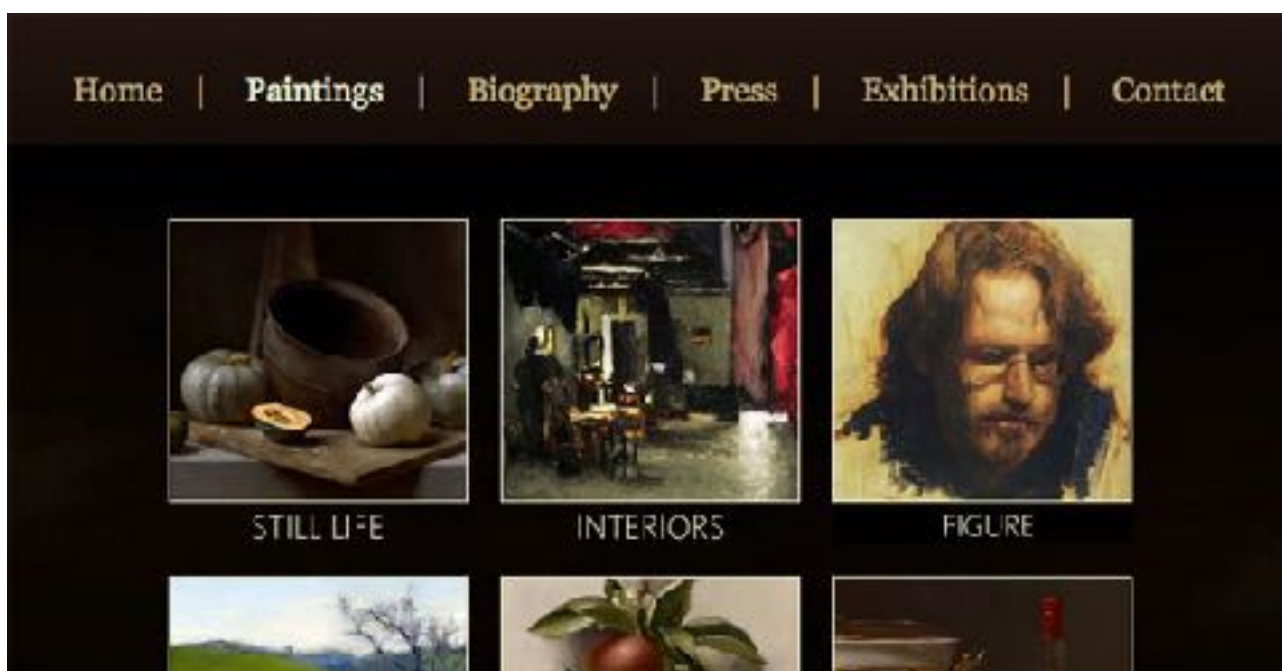 Home | Paintings | Biography | Press | Exhibitions | Contact
STILL LIFE
INTERIORS
FIGURE